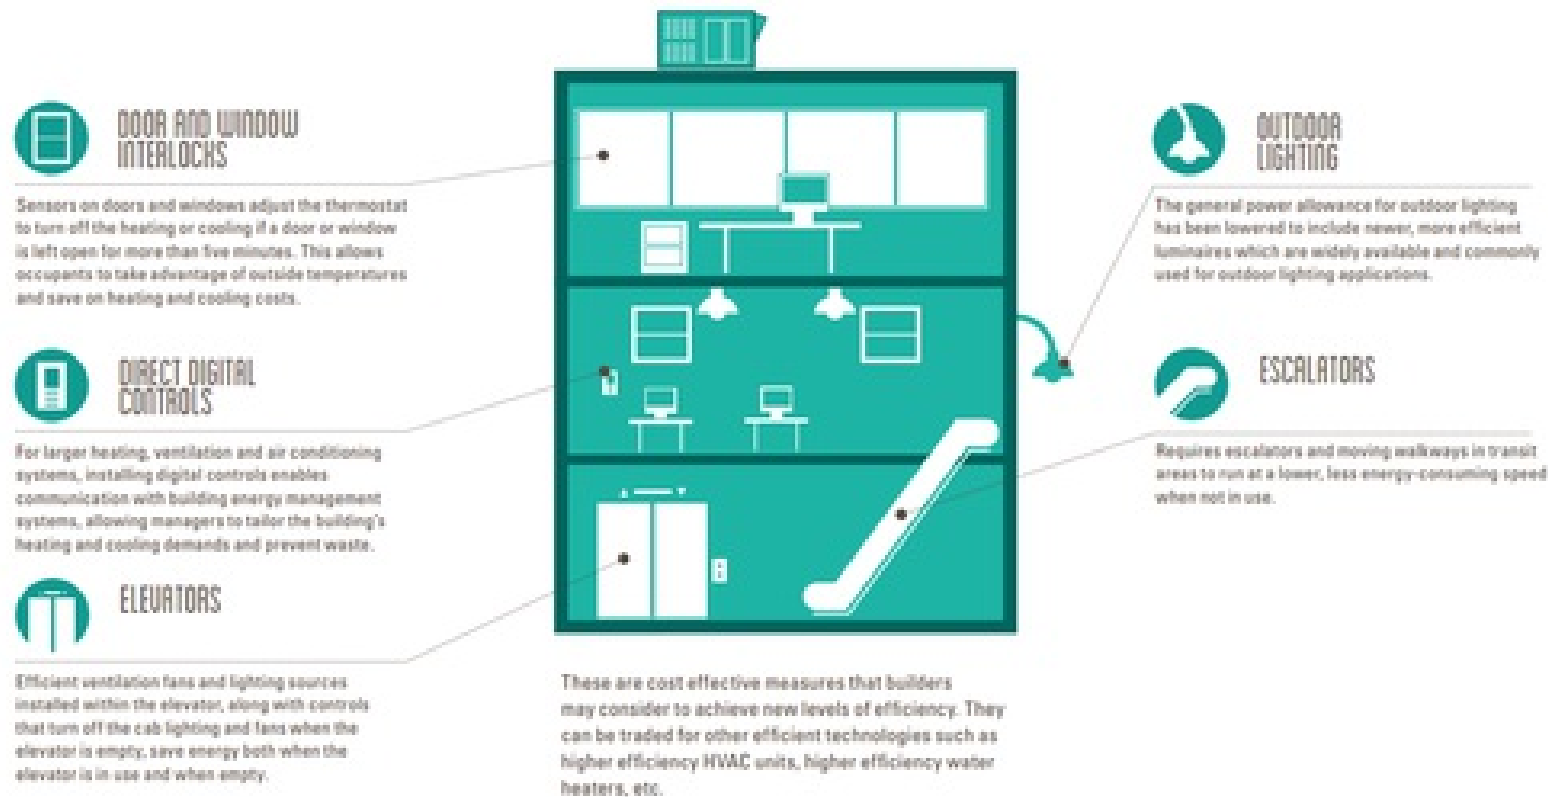 DOOR AND WINDOW
INTERLOCKS
Sensors on doors and windows adjust the thermostat
to turn off the heating or cooling if a door or window
is left open for more than five minutes. This allows
occupants to take advantage of outside temperatures
and save on heating and cooling costs.
DIRECT DIGITAL
CONTROLS
For larger heating, ventilation and air conditioning
systems, installing digital controls enables
communication with building energy management
systems, allowing managers to tailor the building's
heating and cooling demands and prevent waste.
ELEVATORS
Efficient ventilation fans and lighting sources
installed within the elevator, along with controls
that turn off the cab lighting and fans when the
elevator is empty, save energy both when the
elevator is in use and when empty.
These are cost effective measures that builders
may consider to achieve new levels of efficiency. They
can be traded for other efficient technologies such as
higher efficiency HVAC units, higher efficiency water
heaters, etc.
OUTDOOR
LIGHTING
The general power allowance for outdoor lighting
has been lowered to include newer, more efficient
luminaires which are widely available and commonly
used for outdoor lighting applications.
ESCALATORS
Requires escalators and moving walkways in transit
areas to run at a lower, less energy-consuming speed
when not in use.